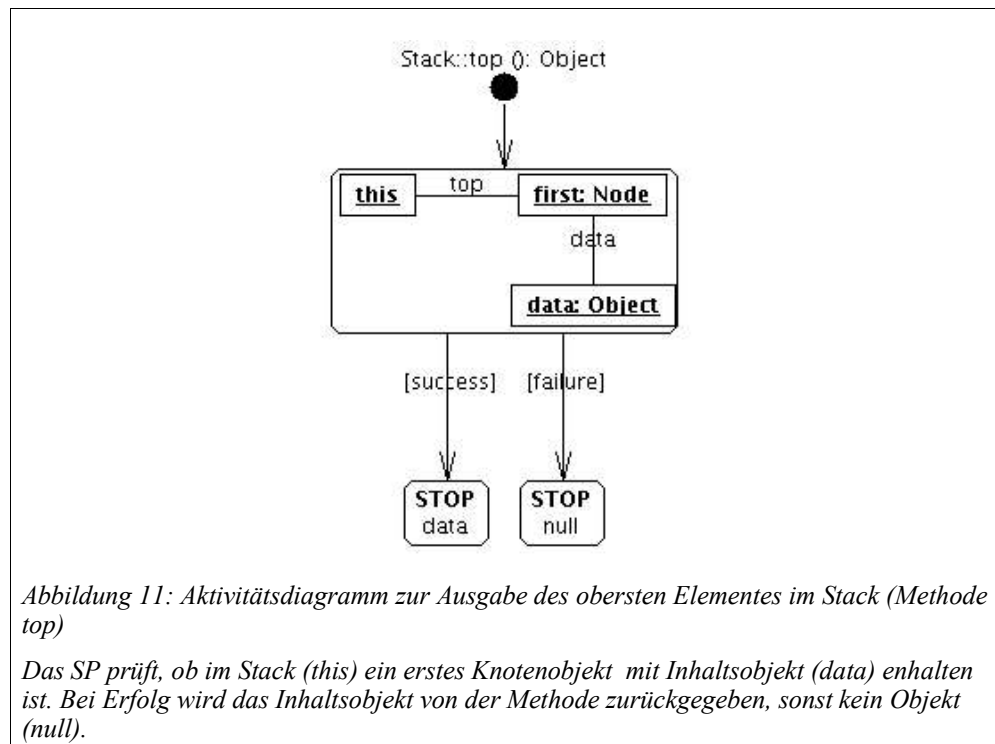 Stack::top (): Object
this
top
first: Node
data
data: Object
[success]
[failure]
STOP
data
STOP
null
Abbildung 11: Aktivitätsdiagramm zur Ausgabe des obersten Elementes im Stack (Methode
top)
Das SP prüft, ob im Stack (this) ein erstes Knotenobjekt mit Inhaltsobjekt (data) enhalten
ist. Bei Erfolg wird das Inhaltsobjekt von der Methode zurückgegeben, sonst kein Objekt
(null).